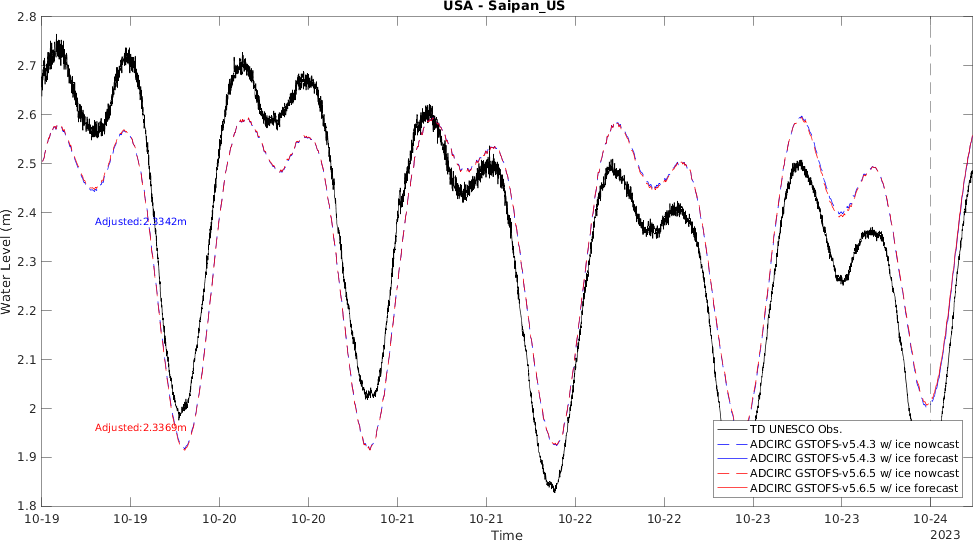 USA - Saipan_US
2.8
2.7
2.6
2.5
2.4
2.3
2.2
2.1
2
1.9
1.8
Water Level (m)
Adjusted:2.3342m
Adjusted:2.3369m
TD UNESCO Obs.
ADCIRC GSTOFS-v5.4.3 w/ ice nowcast
ADCIRC GSTOFS-v5.4.3 w/ ice forecast
ADCIRC GSTOFS-v5.6.5 w/ ice nowcast
ADCIRC GSTOFS-v5.6.5 w/ ice forecast
10-19 10-19 10-20 10-20 10-21 10-21 10-22 10-22 10-23 10-23 10-24
Time
2023